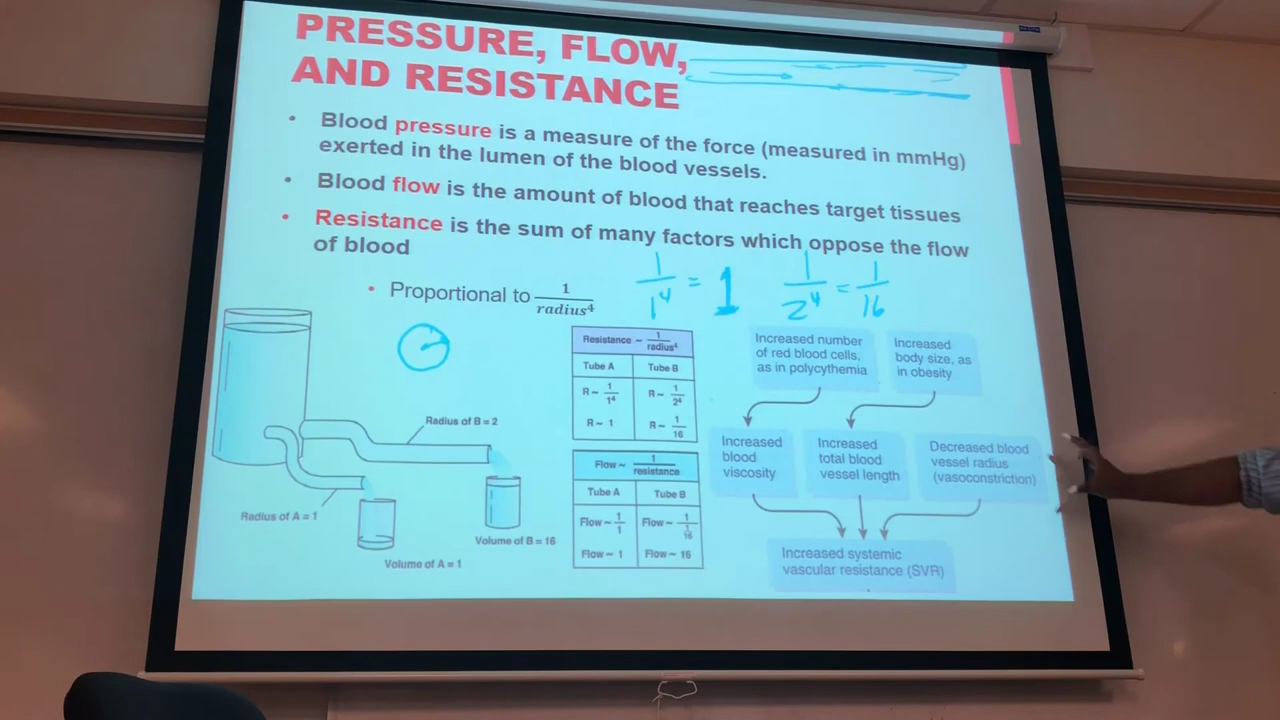 PRESSURE, FLOW,
AND RESISTANCE
• Blood pressure is a measure of the force (measured in mmHg)
exerted in the lumen of the blood vessels.
• Blood flow is the amount of blood that reaches target tissues
• Resistance is the sum of many factors which oppose the flow
of blood
• Proportional to 1/radius⁴
1/1⁴ = 1
1/2⁴ = 1/16
Radius of B = 2
Radius of A = 1
Volume of B = 16
Volume of A = 1
Resistance ~ 1/radius⁴
Tube A Tube B
R ~ 1/1⁴ R ~ 1/2⁴
R ~ 1 R ~ 1/16
Flow ~ 1/resistance
Tube A Tube B
Flow ~ 1/1 Flow ~ 1/(1/16)
Flow ~ 1 Flow ~ 16
Increased number
of red blood cells,
as in polycythemia
Increased
body size, as
in obesity
Increased
blood
viscosity
Increased
total blood
vessel length
Decreased blood
vessel radius
(vasoconstriction)
Increased systemic
vascular resistance (SVR)